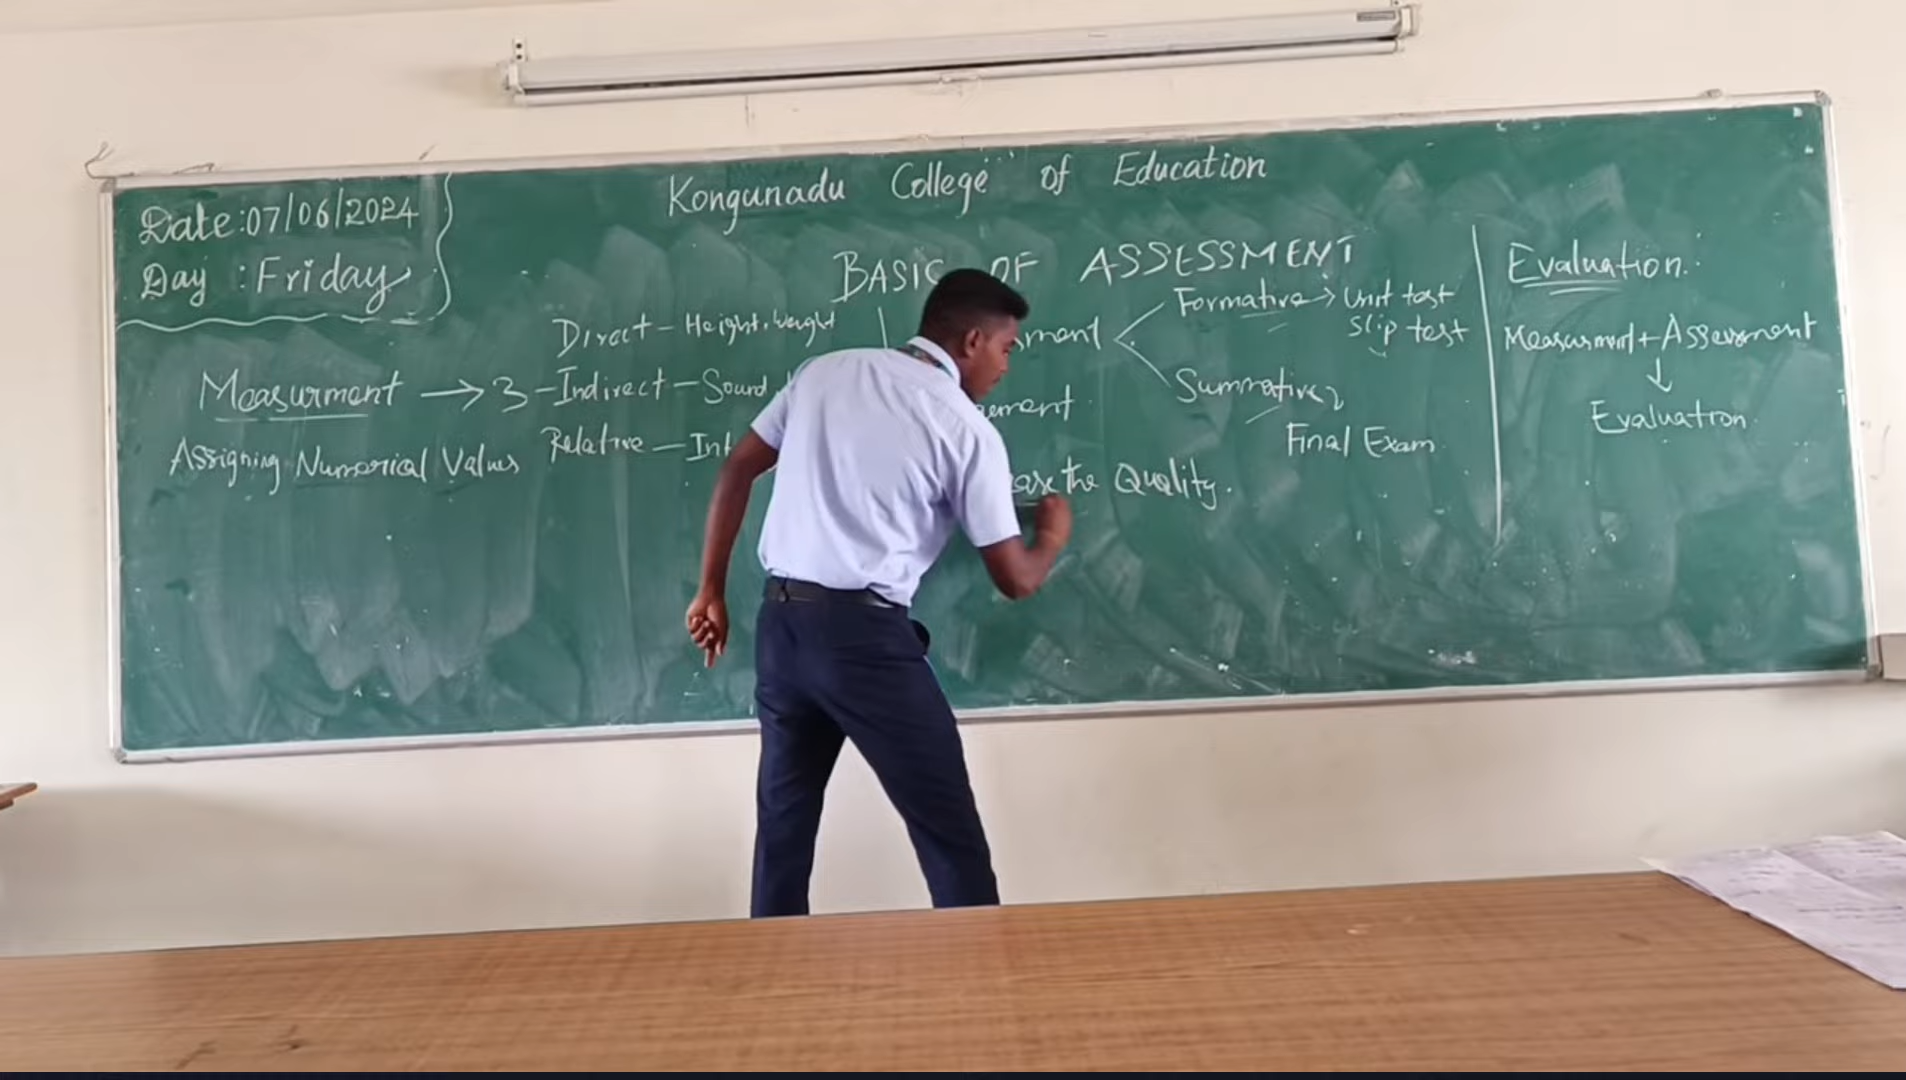 Kongunadu College of Education
Date:07/06/2024
Day : Friday
BASIC OF ASSESSMENT
Measurment → 3
Assigning Numerical Values
Direct - Height, Weight
Indirect - Sound
Relative -
Formative → Unit test
Slip test
Summative
Final Exam
the Quality.
Evaluation.
Measurment + Assessment
↓
Evaluation